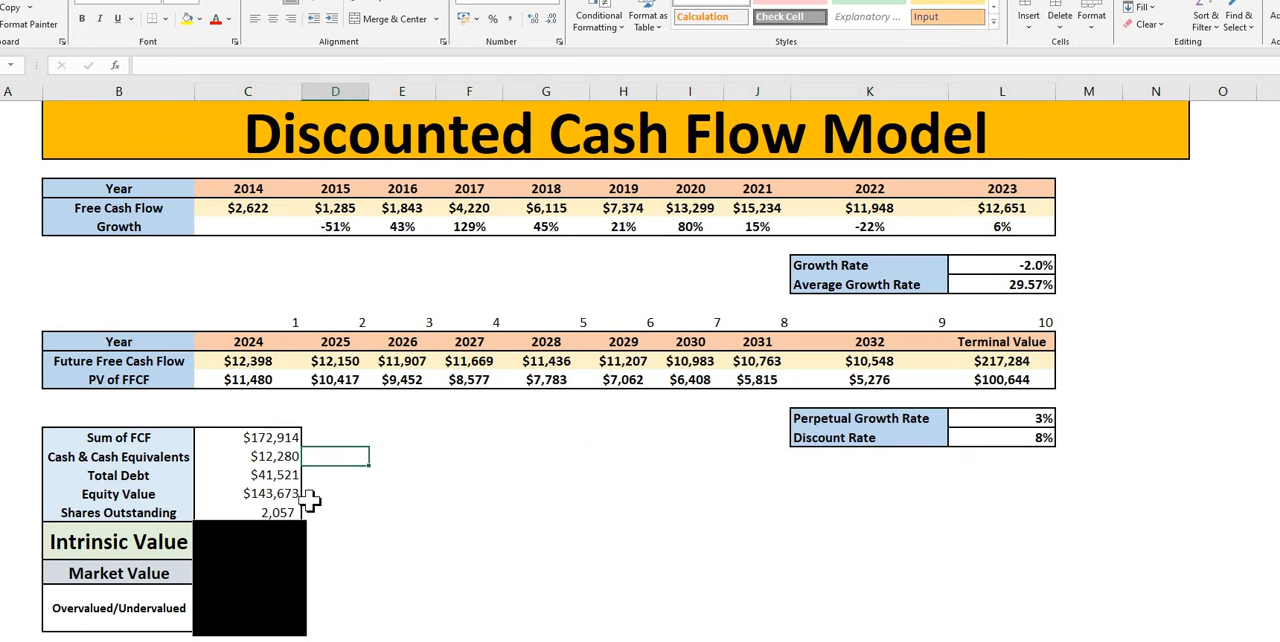 Copy
Format Painter
board
B I U
Font
Merge & Center
Alignment
%
Number
Conditional
Formatting
Format as
Table
Calculation
Check Cell
Explanatory ...
Input
Styles
Insert
Delete
Format
Cells
Fill
Clear
Sort &
Filter
Find &
Select
Editing
fx
A B C D E F G H I J K L M N O
Discounted Cash Flow Model
Year 2014 2015 2016 2017 2018 2019 2020 2021 2022 2023
Free Cash Flow $2,622 $1,285 $1,843 $4,220 $6,115 $7,374 $13,299 $15,234 $11,948 $12,651
Growth -51% 43% 129% 45% 21% 80% 15% -22% 6%
Growth Rate -2.0%
Average Growth Rate 29.57%
1 2 3 4 5 6 7 8 9 10
Year 2024 2025 2026 2027 2028 2029 2030 2031 2032 Terminal Value
Future Free Cash Flow $12,398 $12,150 $11,907 $11,669 $11,436 $11,207 $10,983 $10,763 $10,548 $217,284
PV of FFCF $11,480 $10,417 $9,452 $8,577 $7,783 $7,062 $6,408 $5,815 $5,276 $100,644
Perpetual Growth Rate 3%
Discount Rate 8%
Sum of FCF $172,914
Cash & Cash Equivalents $12,280
Total Debt $41,521
Equity Value $143,673
Shares Outstanding 2,057
Intrinsic Value
Market Value
Overvalued/Undervalued